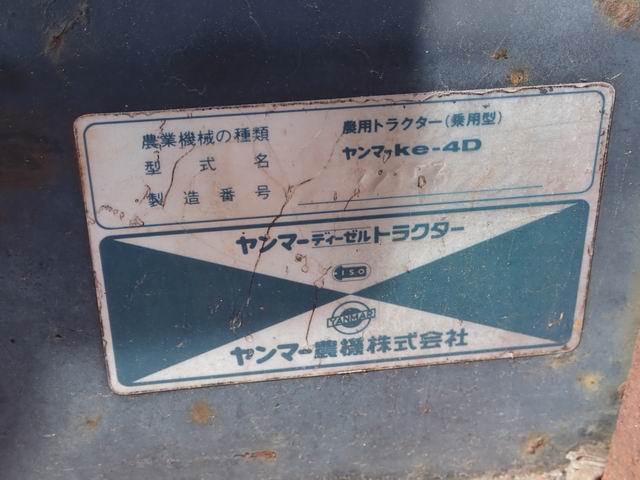 農業機械の種類 農用トラクター(乗用型)
型式名 ヤンマーke-4D
製造番号
ヤンマーディーゼルトラクター
ISO
YANMAR
ヤンマー農機株式会社